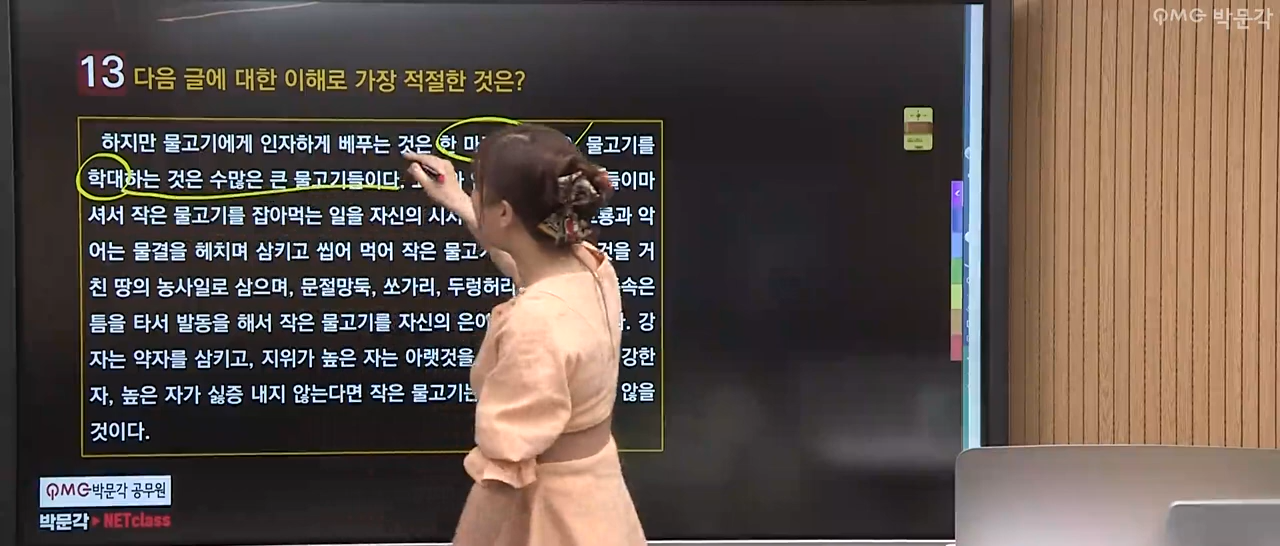 QMG 박문각
13 다음 글에 대한 이해로 가장 적절한 것은?
하지만 물고기에게 인자하게 베푸는 것은 한 물고기를
학대하는 것은 수많은 큰 물고기들이다. 들이마
셔서 작은 물고기를 잡아먹는 일을 자신의 악
어는 물결을 헤치며 삼키고 씹어 먹어 작은 것을 거
친 땅의 농사일로 삼으며, 문절망둑, 쏘가리, 두렁허리
틈을 타서 발동을 해서 작은 물고기를 자신의 강
자는 약자를 삼키고, 지위가 높은 자는 아랫것을 강한
자, 높은 자가 싫증 내지 않는다면 작은 않을
것이다.
QMG박문각 공무원
박문각 NETclass